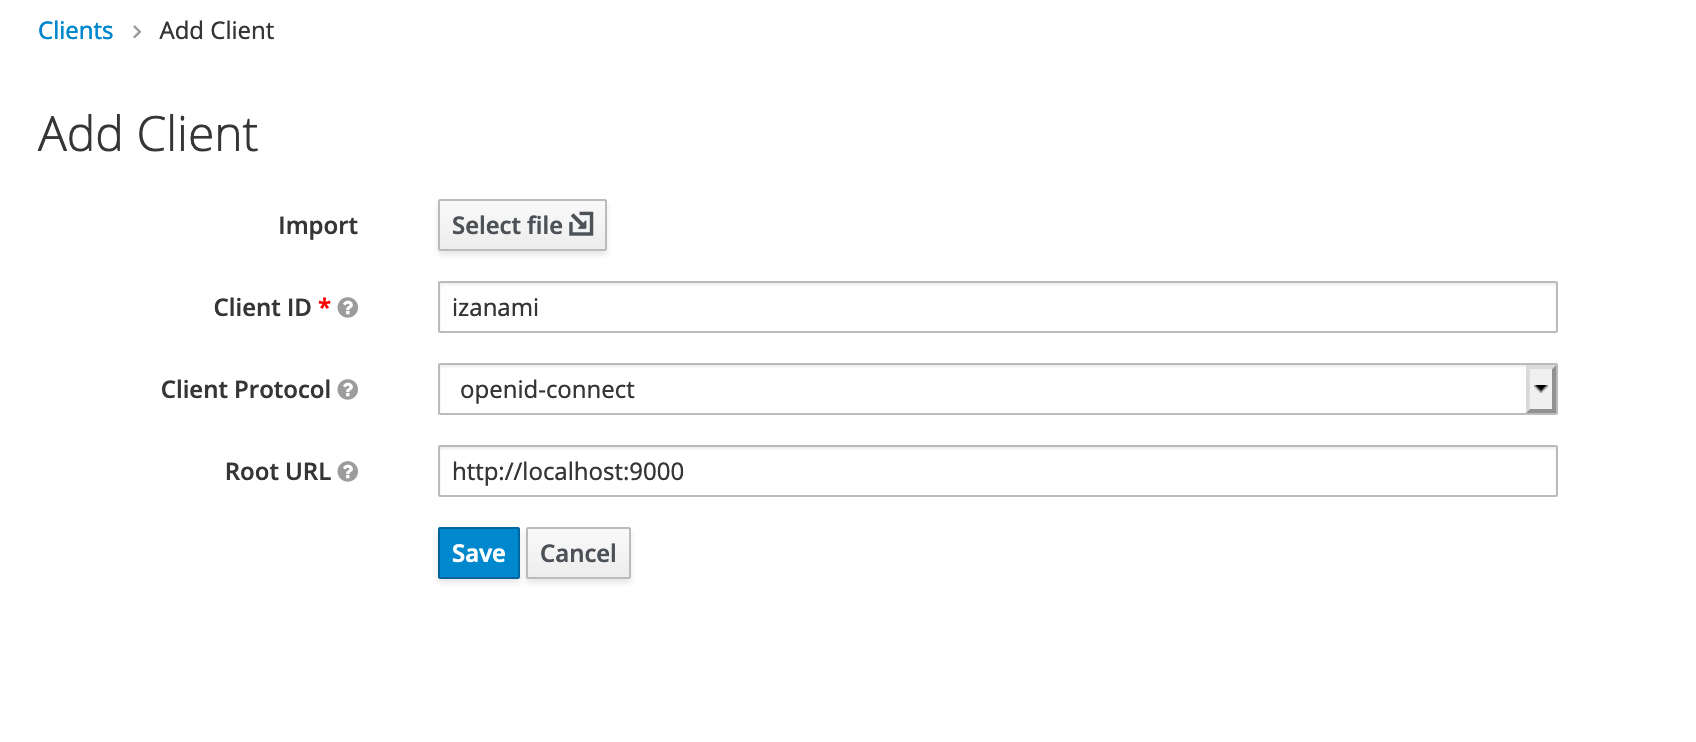 Clients > Add Client
Add Client
Import Select file
Client ID * izanami
Client Protocol openid-connect
Root URL http://localhost:9000
Save Cancel